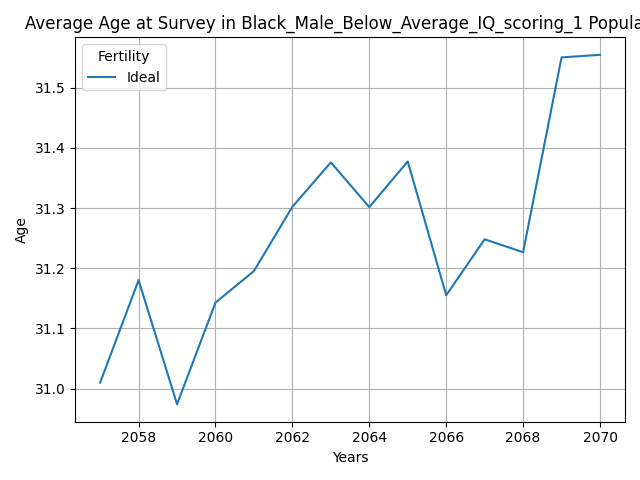 Average Age at Survey in Black_Male_Below_Average_IQ_scoring_1 Popula
Fertility
Ideal
31.5
31.4
31.3
31.2
31.1
31.0
Age
2058 2060 2062 2064 2066 2068 2070
Years